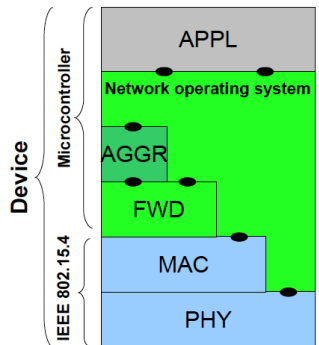 Device
Microcontroller
IEEE 802.15.4
APPL
Network operating system
AGGR
FWD
MAC
PHY